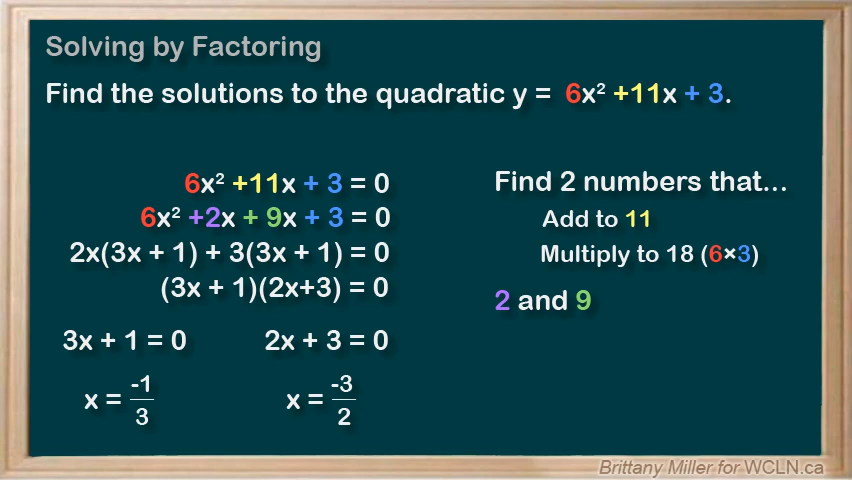 Solving by Factoring
Find the solutions to the quadratic y = 6x² +11x + 3.
6x² +11x + 3 = 0
6x² +2x + 9x + 3 = 0
2x(3x + 1) + 3(3x + 1) = 0
(3x + 1)(2x+3) = 0
3x + 1 = 0 2x + 3 = 0
x = -1/3 x = -3/2
Find 2 numbers that...
Add to 11
Multiply to 18 (6×3)
2 and 9
Brittany Miller for WCLN.ca